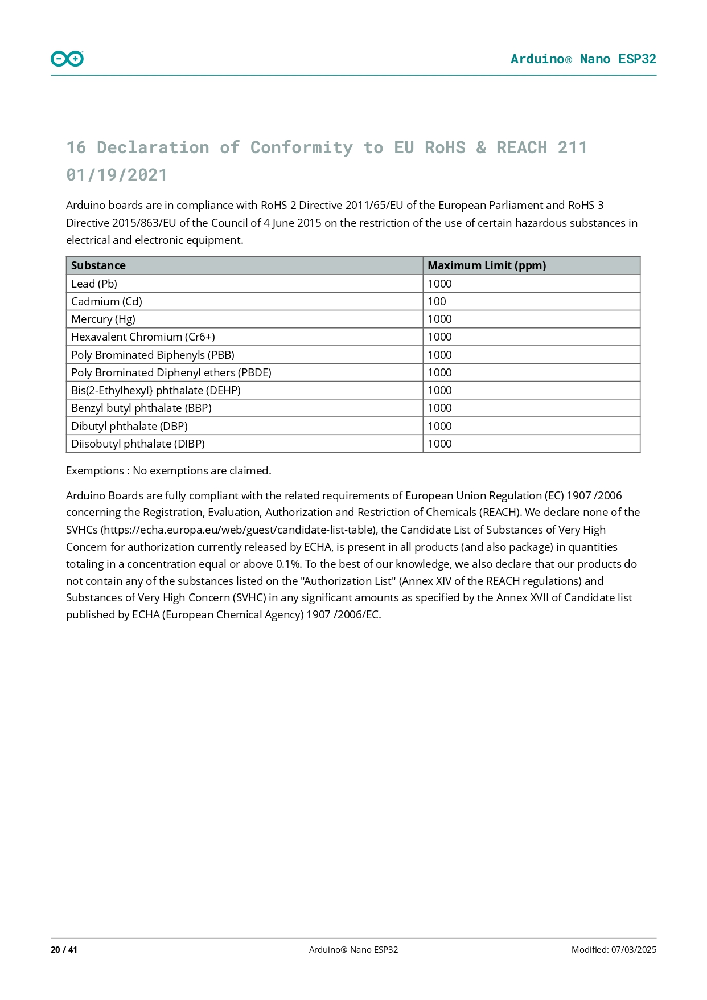 Arduino® Nano ESP32
16 Declaration of Conformity to EU RoHS & REACH 211
01/19/2021
Arduino boards are in compliance with RoHS 2 Directive 2011/65/EU of the European Parliament and RoHS 3
Directive 2015/863/EU of the Council of 4 June 2015 on the restriction of the use of certain hazardous substances in
electrical and electronic equipment.
Substance Maximum Limit (ppm)
Lead (Pb) 1000
Cadmium (Cd) 100
Mercury (Hg) 1000
Hexavalent Chromium (Cr6+) 1000
Poly Brominated Biphenyls (PBB) 1000
Poly Brominated Diphenyl ethers (PBDE) 1000
Bis(2-Ethylhexyl} phthalate (DEHP) 1000
Benzyl butyl phthalate (BBP) 1000
Dibutyl phthalate (DBP) 1000
Diisobutyl phthalate (DIBP) 1000
Exemptions : No exemptions are claimed.
Arduino Boards are fully compliant with the related requirements of European Union Regulation (EC) 1907 /2006
concerning the Registration, Evaluation, Authorization and Restriction of Chemicals (REACH). We declare none of the
SVHCs (https://echa.europa.eu/web/guest/candidate-list-table), the Candidate List of Substances of Very High
Concern for authorization currently released by ECHA, is present in all products (and also package) in quantities
totaling in a concentration equal or above 0.1%. To the best of our knowledge, we also declare that our products do
not contain any of the substances listed on the "Authorization List" (Annex XIV of the REACH regulations) and
Substances of Very High Concern (SVHC) in any significant amounts as specified by the Annex XVII of Candidate list
published by ECHA (European Chemical Agency) 1907 /2006/EC.
20 / 41 Arduino® Nano ESP32 Modified: 07/03/2025